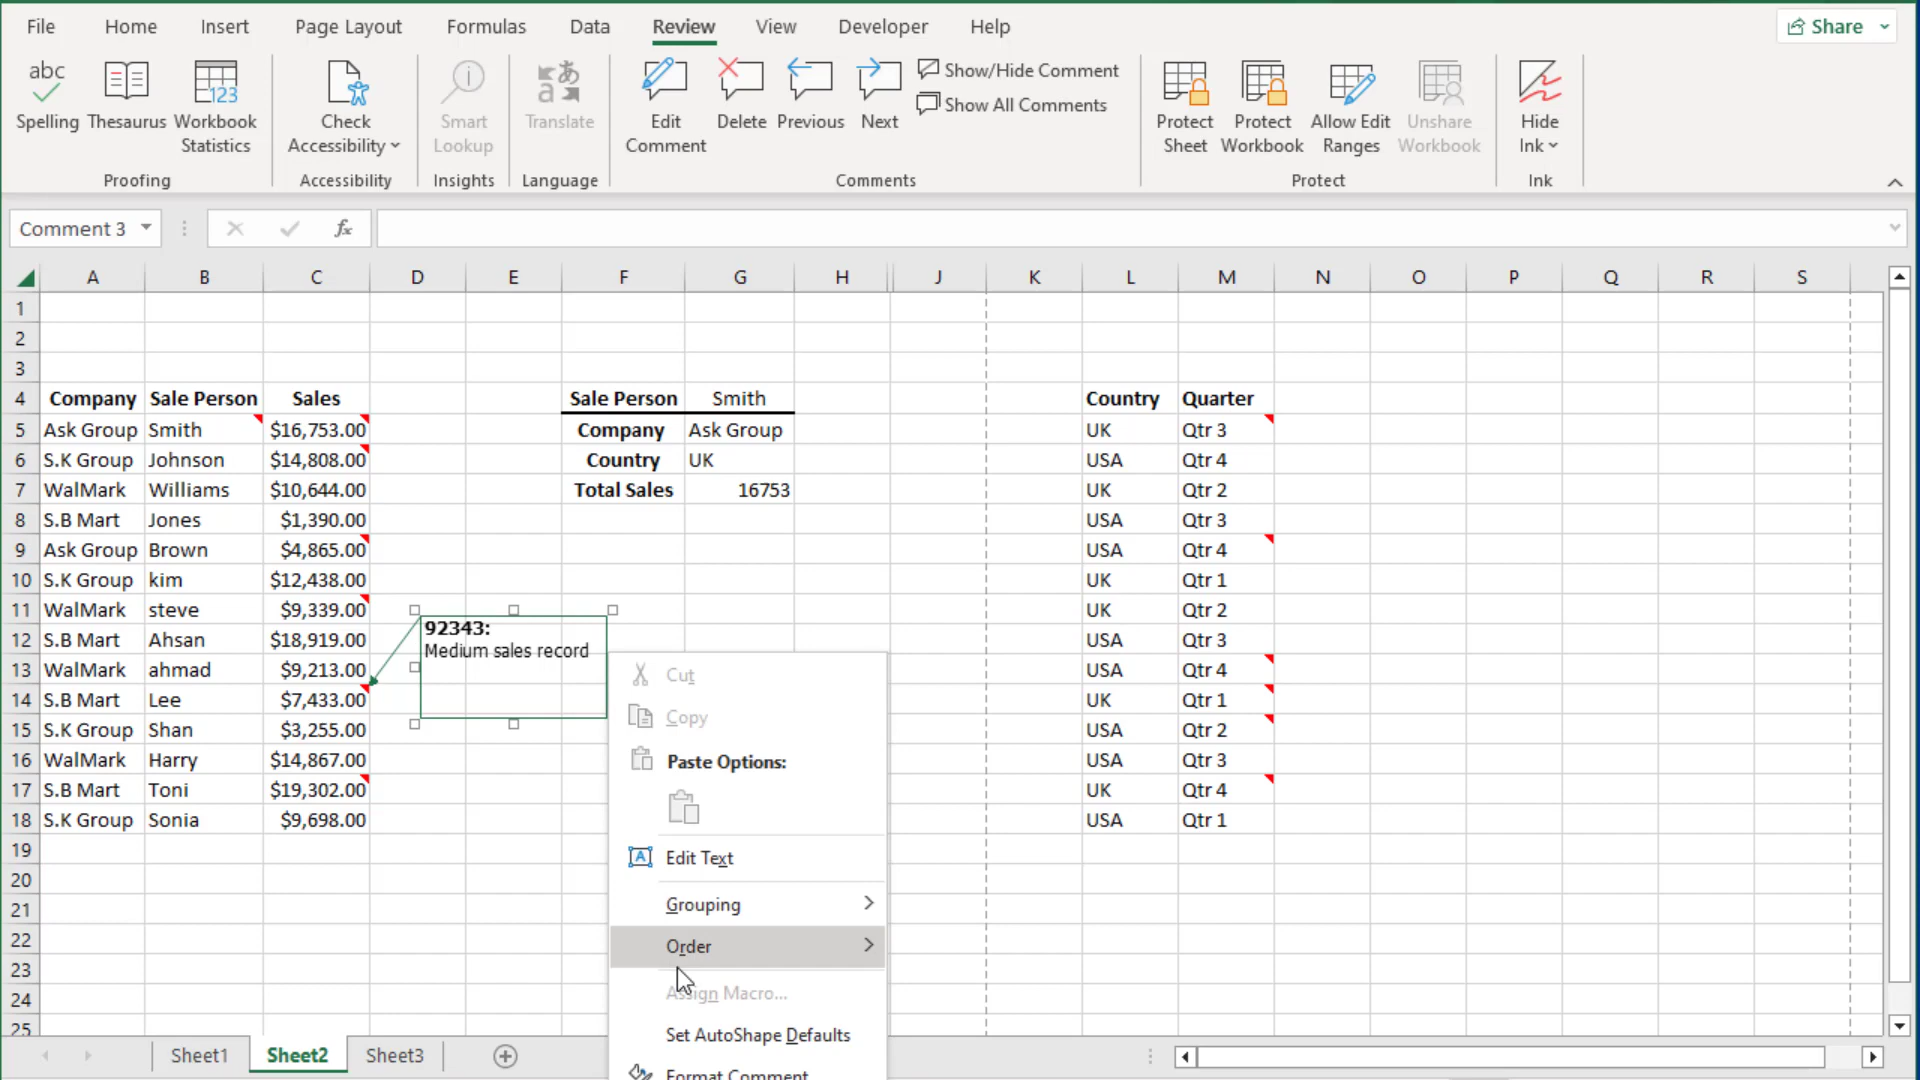 File Home Insert Page Layout Formulas Data Review View Developer Help Share
abc
123
Spelling Thesaurus Workbook Statistics
Check Accessibility
Smart Lookup
Translate
Edit Comment
Delete Previous Next
Show/Hide Comment
Show All Comments
Protect Sheet
Protect Workbook
Allow Edit Ranges
Unshare Workbook
Hide Ink
Proofing Accessibility Insights Language Comments Protect Ink
Comment 3 fx
A B C D E F G H J K L M N O P Q R S
1
2
3
4 Company Sale Person Sales Sale Person Smith Country Quarter
5 Ask Group Smith $16,753.00 Company Ask Group UK Qtr 3
6 S.K Group Johnson $14,808.00 Country UK USA Qtr 4
7 WalMark Williams $10,644.00 Total Sales 16753 UK Qtr 2
8 S.B Mart Jones $1,390.00 USA Qtr 3
9 Ask Group Brown $4,865.00 USA Qtr 4
10 S.K Group kim $12,438.00 UK Qtr 1
11 WalMark steve $9,339.00 UK Qtr 2
12 S.B Mart Ahsan $18,919.00 USA Qtr 3
13 WalMark ahmad $9,213.00 USA Qtr 4
14 S.B Mart Lee $7,433.00 UK Qtr 1
15 S.K Group Shan $3,255.00 USA Qtr 2
16 WalMark Harry $14,867.00 USA Qtr 3
17 S.B Mart Toni $19,302.00 UK Qtr 4
18 S.K Group Sonia $9,698.00 USA Qtr 1
19
20
21
22
23
24
25
92343:
Medium sales record
Cut
Copy
Paste Options:
Edit Text
Grouping
Order
Assign Macro...
Set AutoShape Defaults
Format Comment
Sheet1 Sheet2 Sheet3